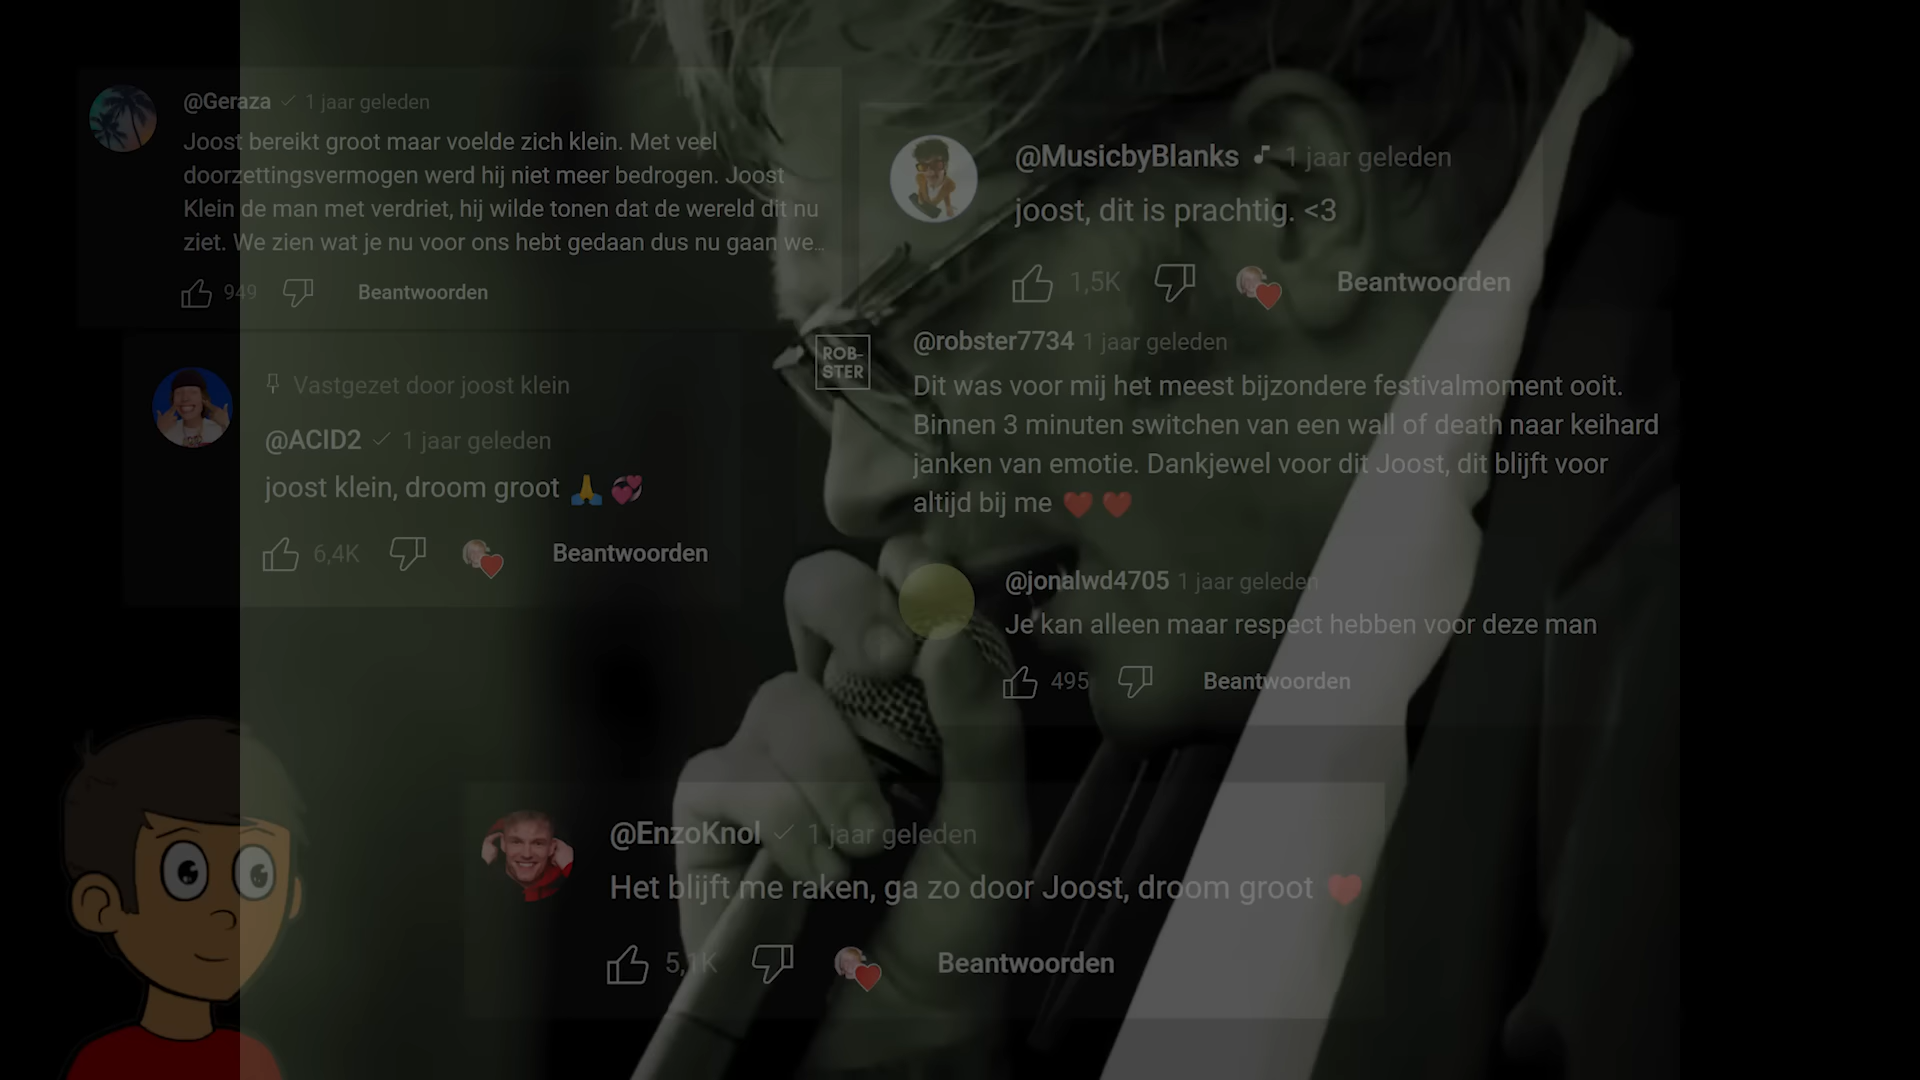 @Geraza 1 jaar geleden
Joost bereikt groot maar voelde zich klein. Met veel
doorzettingsvermogen werd hij niet meer bedrogen. Joost
Klein de man met verdriet, hij wilde tonen dat de wereld dit nu
ziet. We zien wat je nu voor ons hebt gedaan dus nu gaan we...
949 Beantwoorden
Vastgezet door joost klein
@ACID2 1 jaar geleden
joost klein, droom groot 🙏 💞
6,4K Beantwoorden
@MusicbyBlanks 1 jaar geleden
joost, dit is prachtig. <3
1,5K Beantwoorden
ROB-
STER
@robster7734 1 jaar geleden
Dit was voor mij het meest bijzondere festivalmoment ooit.
Binnen 3 minuten switchen van een wall of death naar keihard
janken van emotie. Dankjewel voor dit Joost, dit blijft voor
altijd bij me ❤️ ❤️
@jonalwd4705 1 jaar geleden
Je kan alleen maar respect hebben voor deze man
495 Beantwoorden
@EnzoKnol 1 jaar geleden
Het blijft me raken, ga zo door Joost, droom groot ❤️
5,1K Beantwoorden